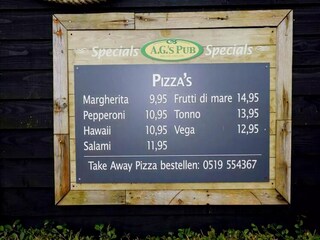 Specials A.G.'S PUB Specials
PIZZA'S
Margherita 9,95 Frutti di mare 14,95
Pepperoni 10,95 Tonno 13,95
Hawaii 10,95 Vega 12,95
Salami 11,95
Take Away Pizza bestellen: 0519 554367